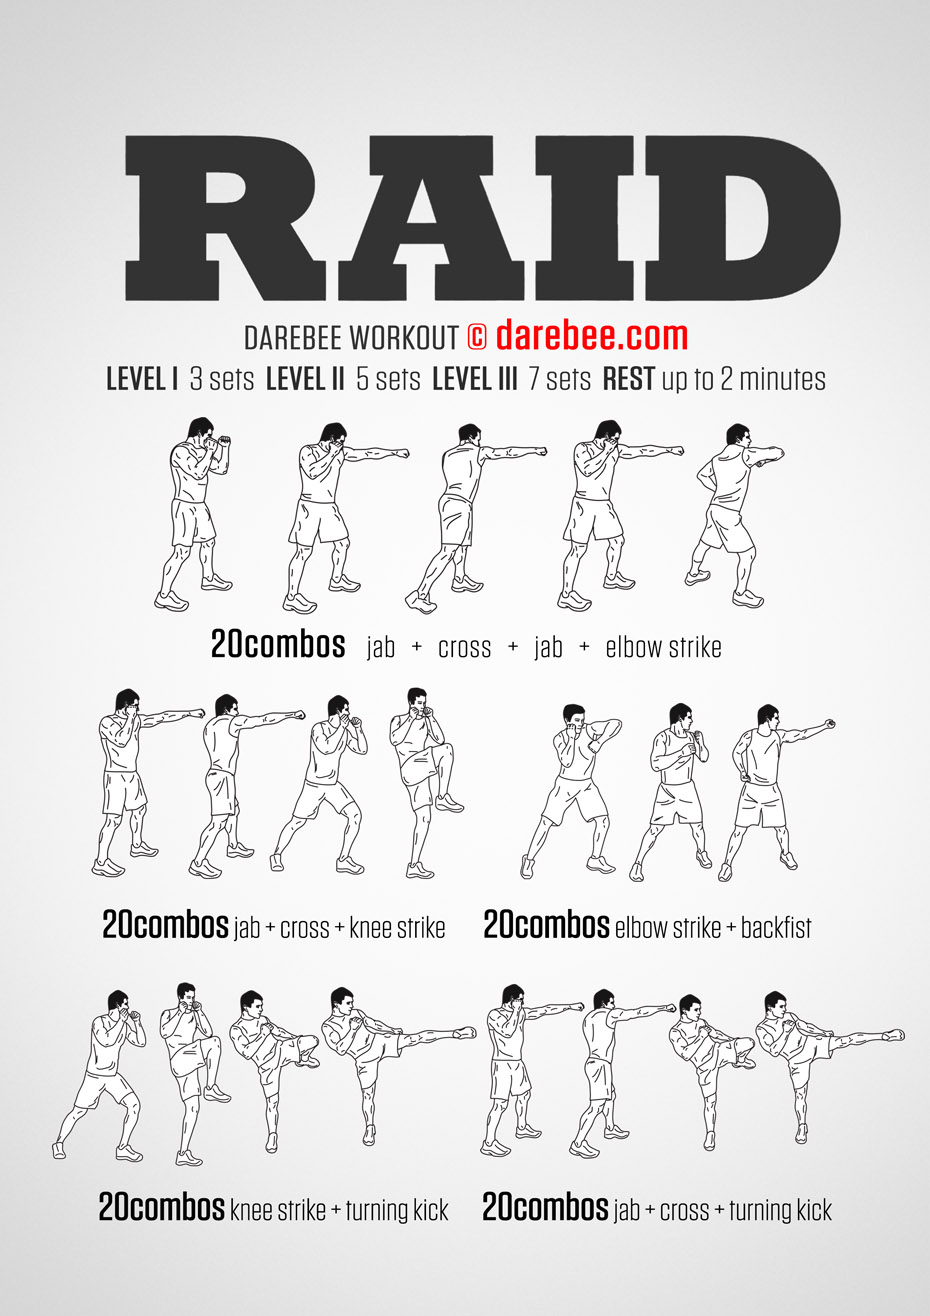 RAID
DAREBEE WORKOUT © darebee.com
LEVEL I 3 sets LEVEL II 5 sets LEVEL III 7 sets REST up to 2 minutes
20combos jab + cross + jab + elbow strike
20combos jab + cross + knee strike
20combos elbow strike + backfist
20combos knee strike + turning kick
20combos jab + cross + turning kick